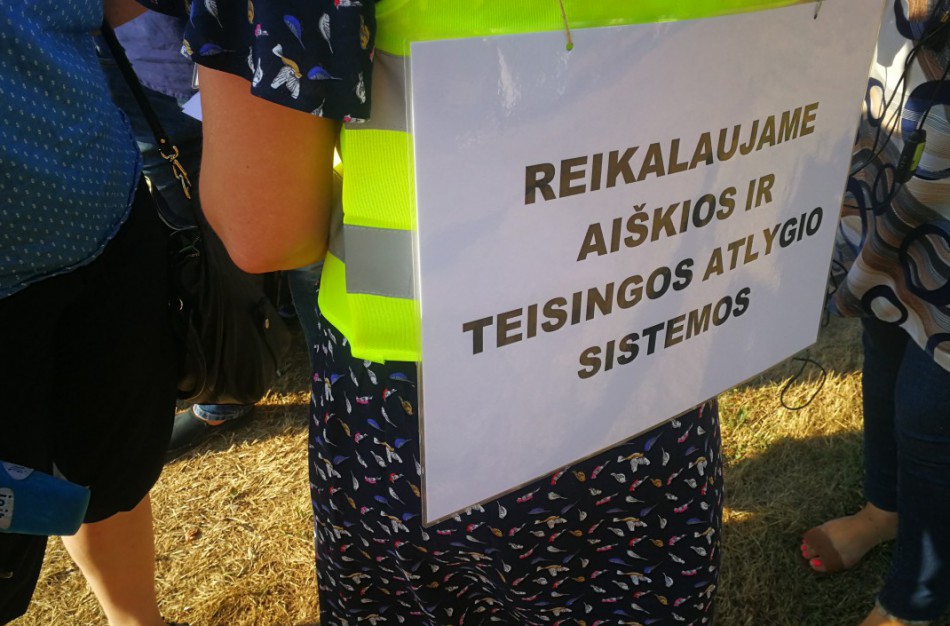 REIKALAUJAME
AIŠKIOS IR
TEISINGOS ATLYGIO
SISTEMOS